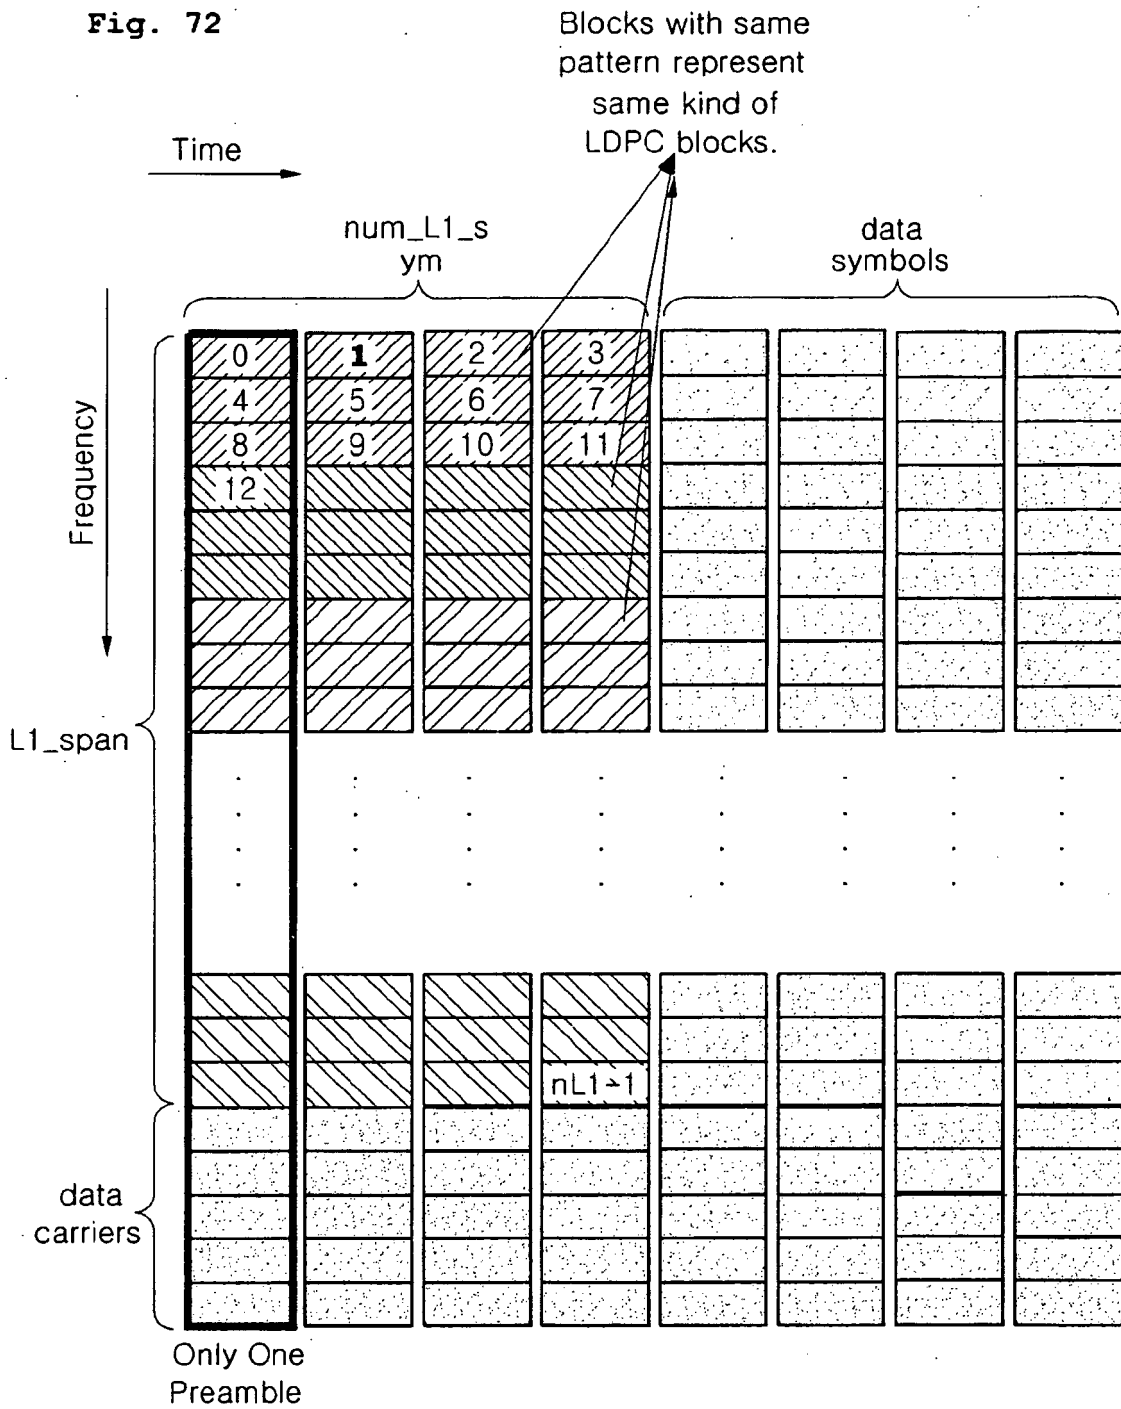 Fig. 72
Blocks with same
pattern represent
same kind of
LDPC blocks.
Time
num_L1_s
ym
data
symbols
Frequency
0 1 2 3
4 5 6 7
8 9 10 11
12
L1_span
nL1-1
data
carriers
Only One
Preamble